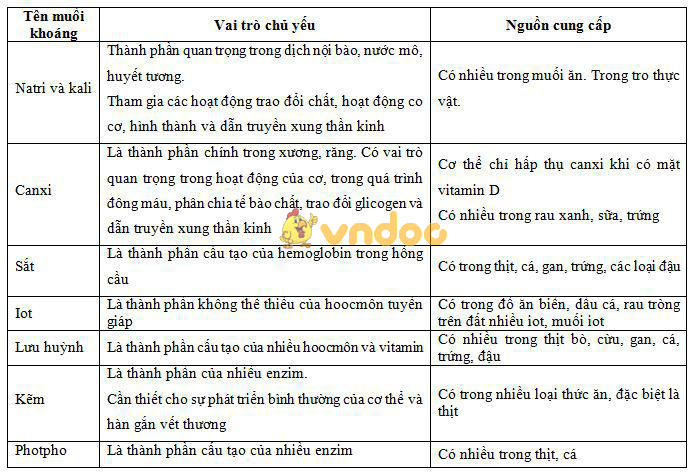 Tên muối khoáng
Vai trò chủ yếu
Nguồn cung cấp
Natri và kali
Thành phần quan trọng trong dịch nội bào, nước mô,
huyết tương.
Tham gia các hoạt động trao đổi chất, hoạt động co
cơ, hình thành và dẫn truyền xung thần kinh
Có nhiều trong muối ăn. Trong tro thực
vật.
Canxi
Là thành phần chính trong xương, răng. Có vai trò
quan trọng trong hoạt động của cơ, trong quá trình
đông máu, phân chia tế bào chất, trao đổi glicogen và
dẫn truyền xung thần kinh
Cơ thể chỉ hấp thụ canxi khi có mặt
vitamin D
Có nhiều trong rau xanh, sữa, trứng
vndoc
Sắt
Là thành phần cấu tạo của hemoglobin trong hồng
cầu
Có trong thịt, cá, gan, trứng, các loại đậu
Iot
Là thành phần không thể thiếu của hoocmôn tuyến
giáp
Có trong đồ ăn biển, dầu cá, rau tròng
trên đất nhiều iot, muối iot
Lưu huỳnh
Là thành phần cấu tạo của nhiều hoocmôn và vitamin
Có nhiều trong thịt bò, cừu, gan, cá,
trứng, đậu
Kẽm
Là thành phần của nhiều enzim.
Cần thiết cho sự phát triển bình thường của cơ thể và
hàn gắn vết thương
Có trong nhiều loại thức ăn, đặc biệt là
thịt
Photpho
Là thành phần cấu tạo của nhiều enzim
Có nhiều trong thịt, cá